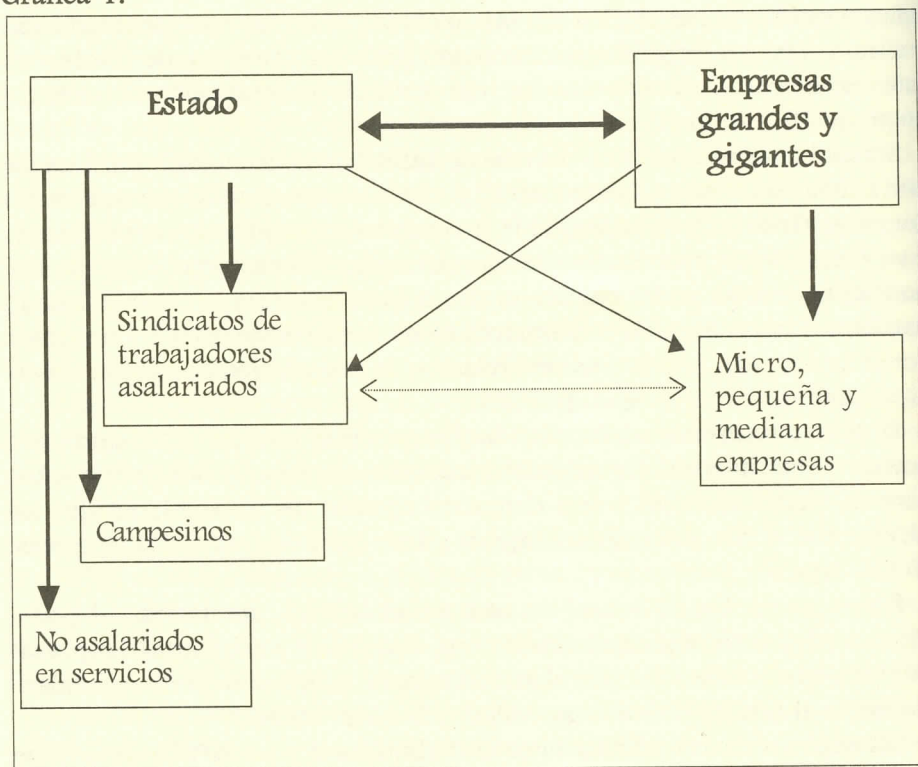 Gráfica 1.
Estado
Empresas
grandes y
gigantes
Sindicatos de
trabajadores
asalariados
Micro,
pequeña y
mediana
empresas
Campesinos
No asalariados
en servicios